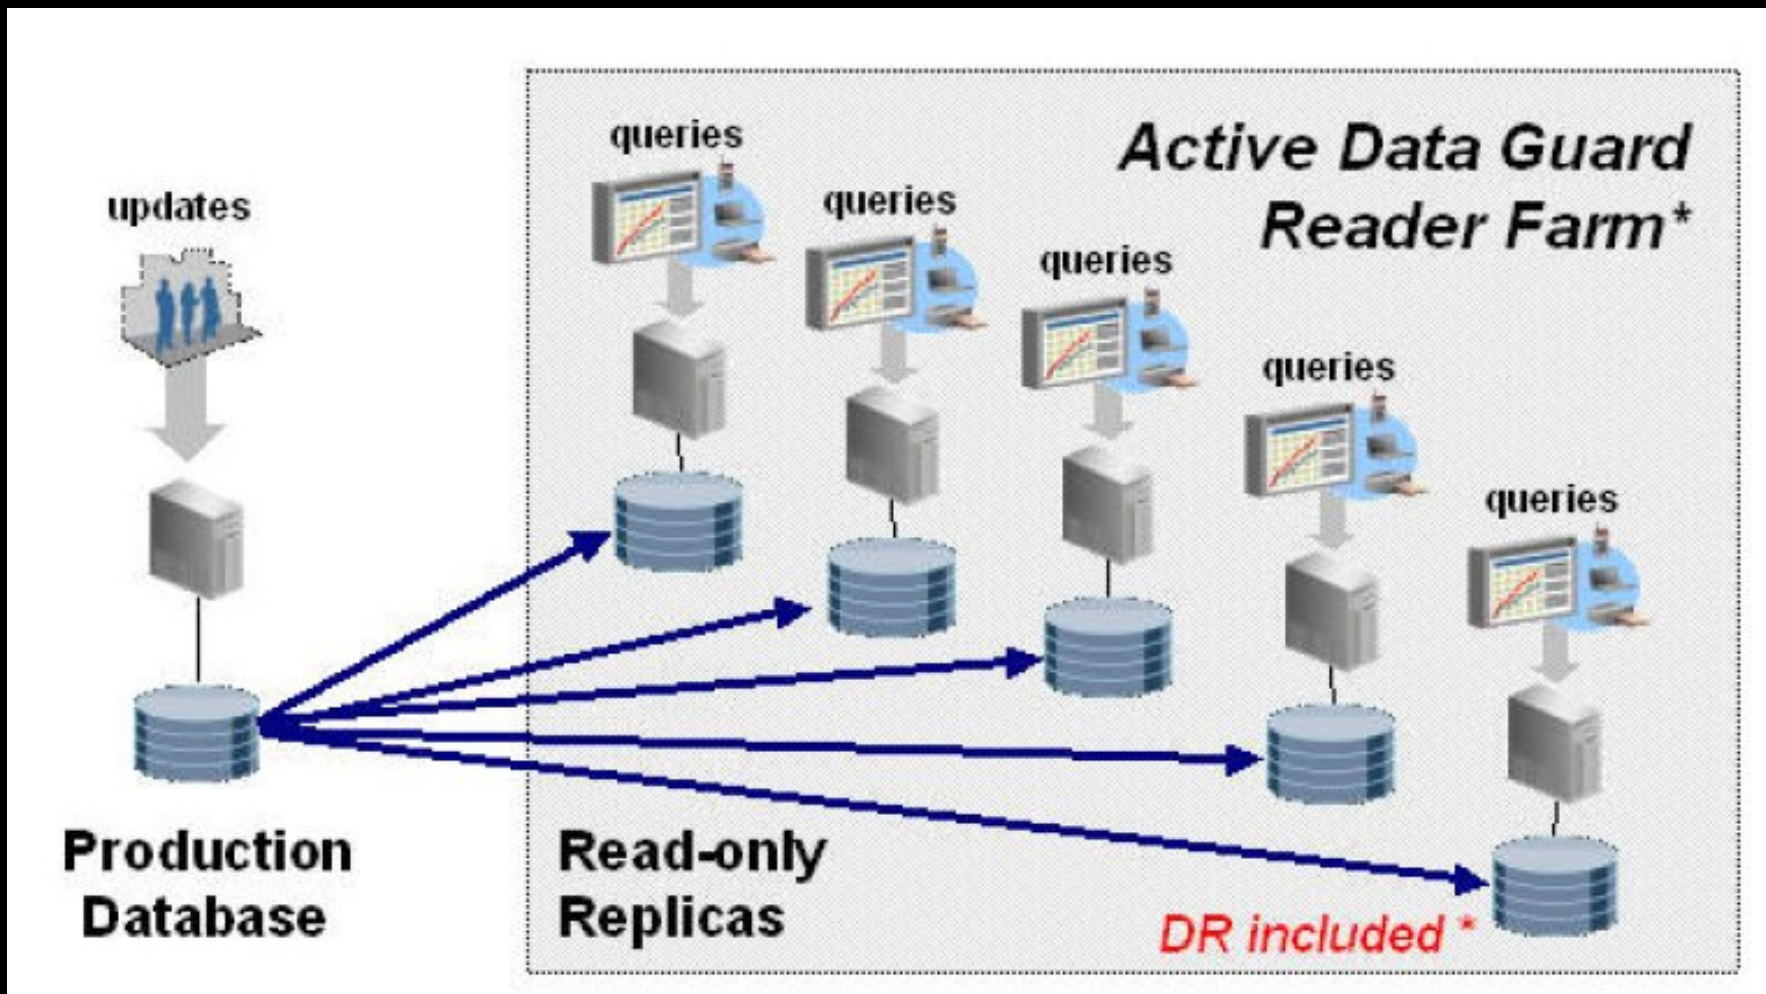 updates
queries
queries
queries
queries
queries
Active Data Guard
Reader Farm*
Production
Database
Read-only
Replicas
DR included *